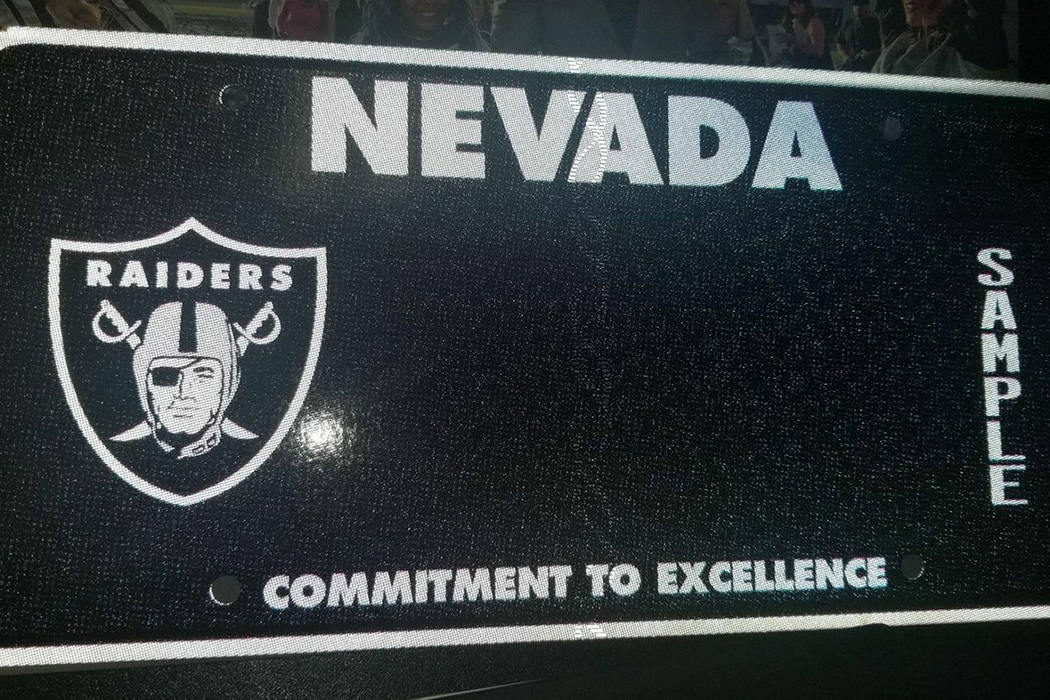 NEVADA
RAIDERS
SAMPLE
COMMITMENT TO EXCELLENCE